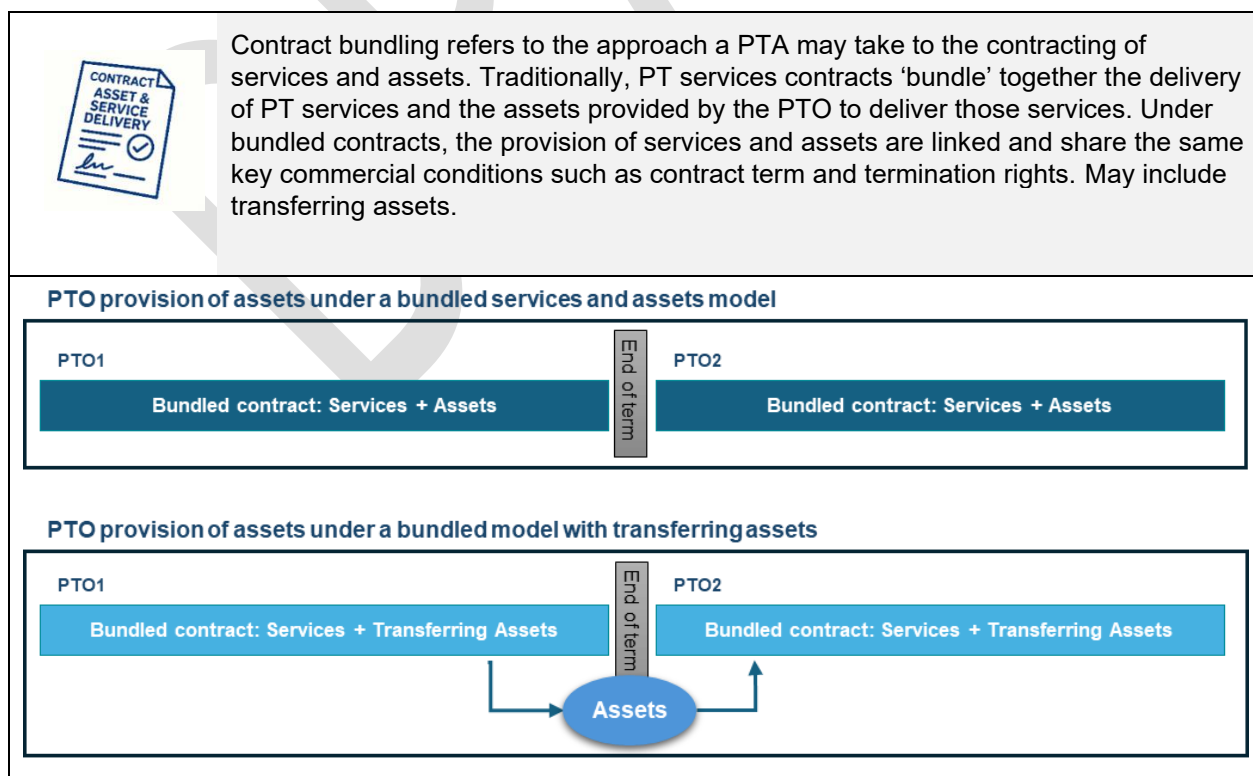 CONTRACT
ASSET &
SERVICE
DELIVERY
Contract bundling refers to the approach a PTA may take to the contracting of
services and assets. Traditionally, PT services contracts ‘bundle’ together the delivery
of PT services and the assets provided by the PTO to deliver those services. Under
bundled contracts, the provision of services and assets are linked and share the same
key commercial conditions such as contract term and termination rights. May include
transferring assets.
PTO provision of assets under a bundled services and assets model
PTO1
End of term
PTO2
Bundled contract: Services + Assets
Bundled contract: Services + Assets
PTO provision of assets under a bundled model with transferring assets
PTO1
End of term
PTO2
Bundled contract: Services + Transferring Assets
Bundled contract: Services + Transferring Assets
Assets